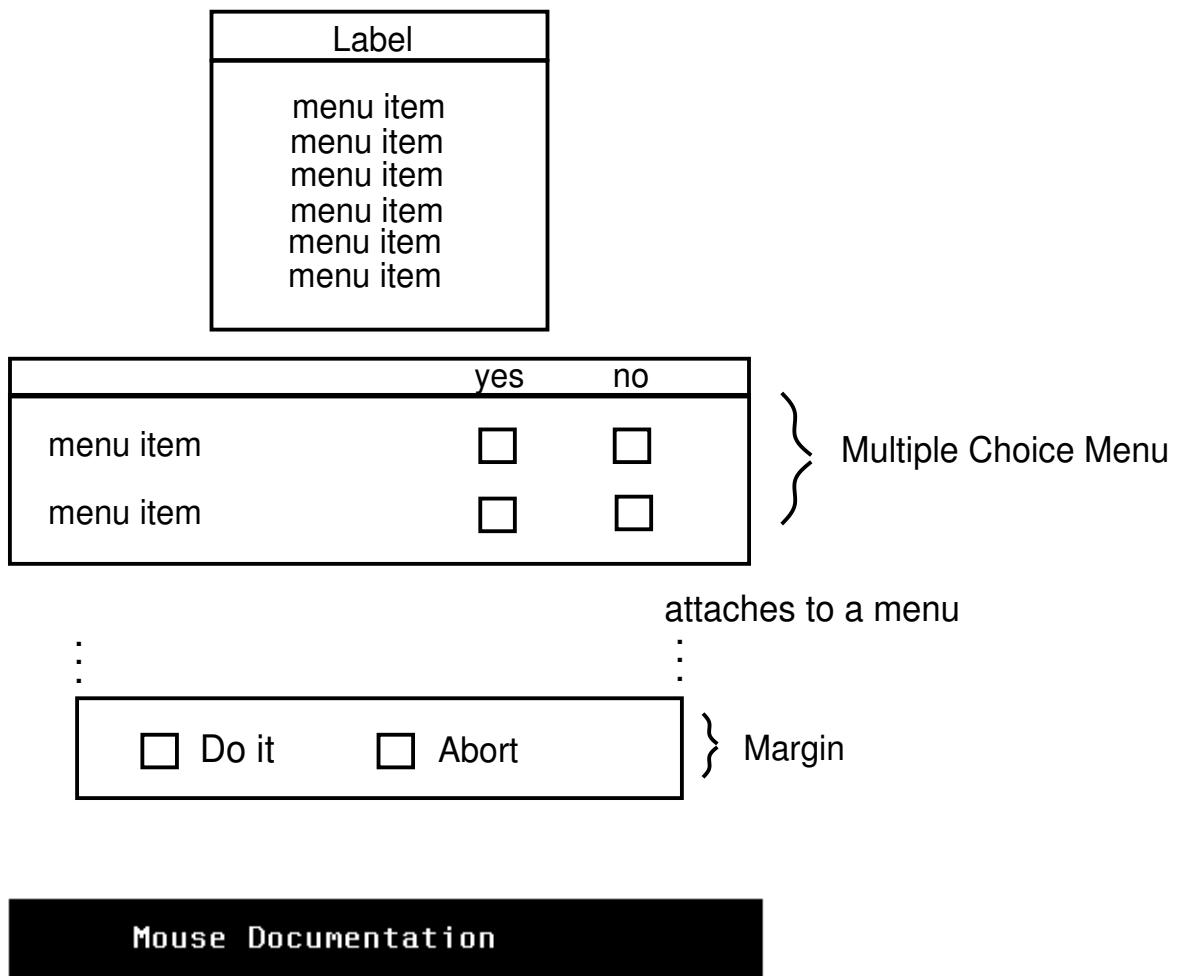 Label
menu item
menu item
menu item
menu item
menu item
menu item
yes no
menu item
Multiple Choice Menu
menu item
attaches to a menu
Do it Abort
Margin
Mouse Documentation